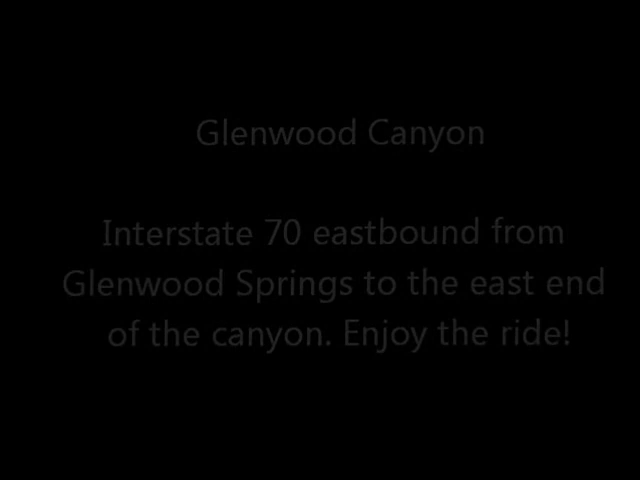 Glenwood Canyon
Interstate 70 eastbound from
Glenwood Springs to the east end
of the canyon. Enjoy the ride!